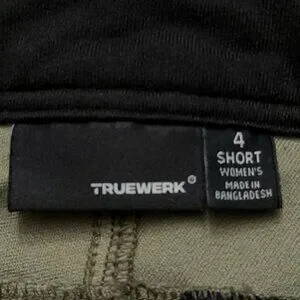 TRUEWERK®
4
SHORT
WOMEN'S
MADE IN
BANGLADESH